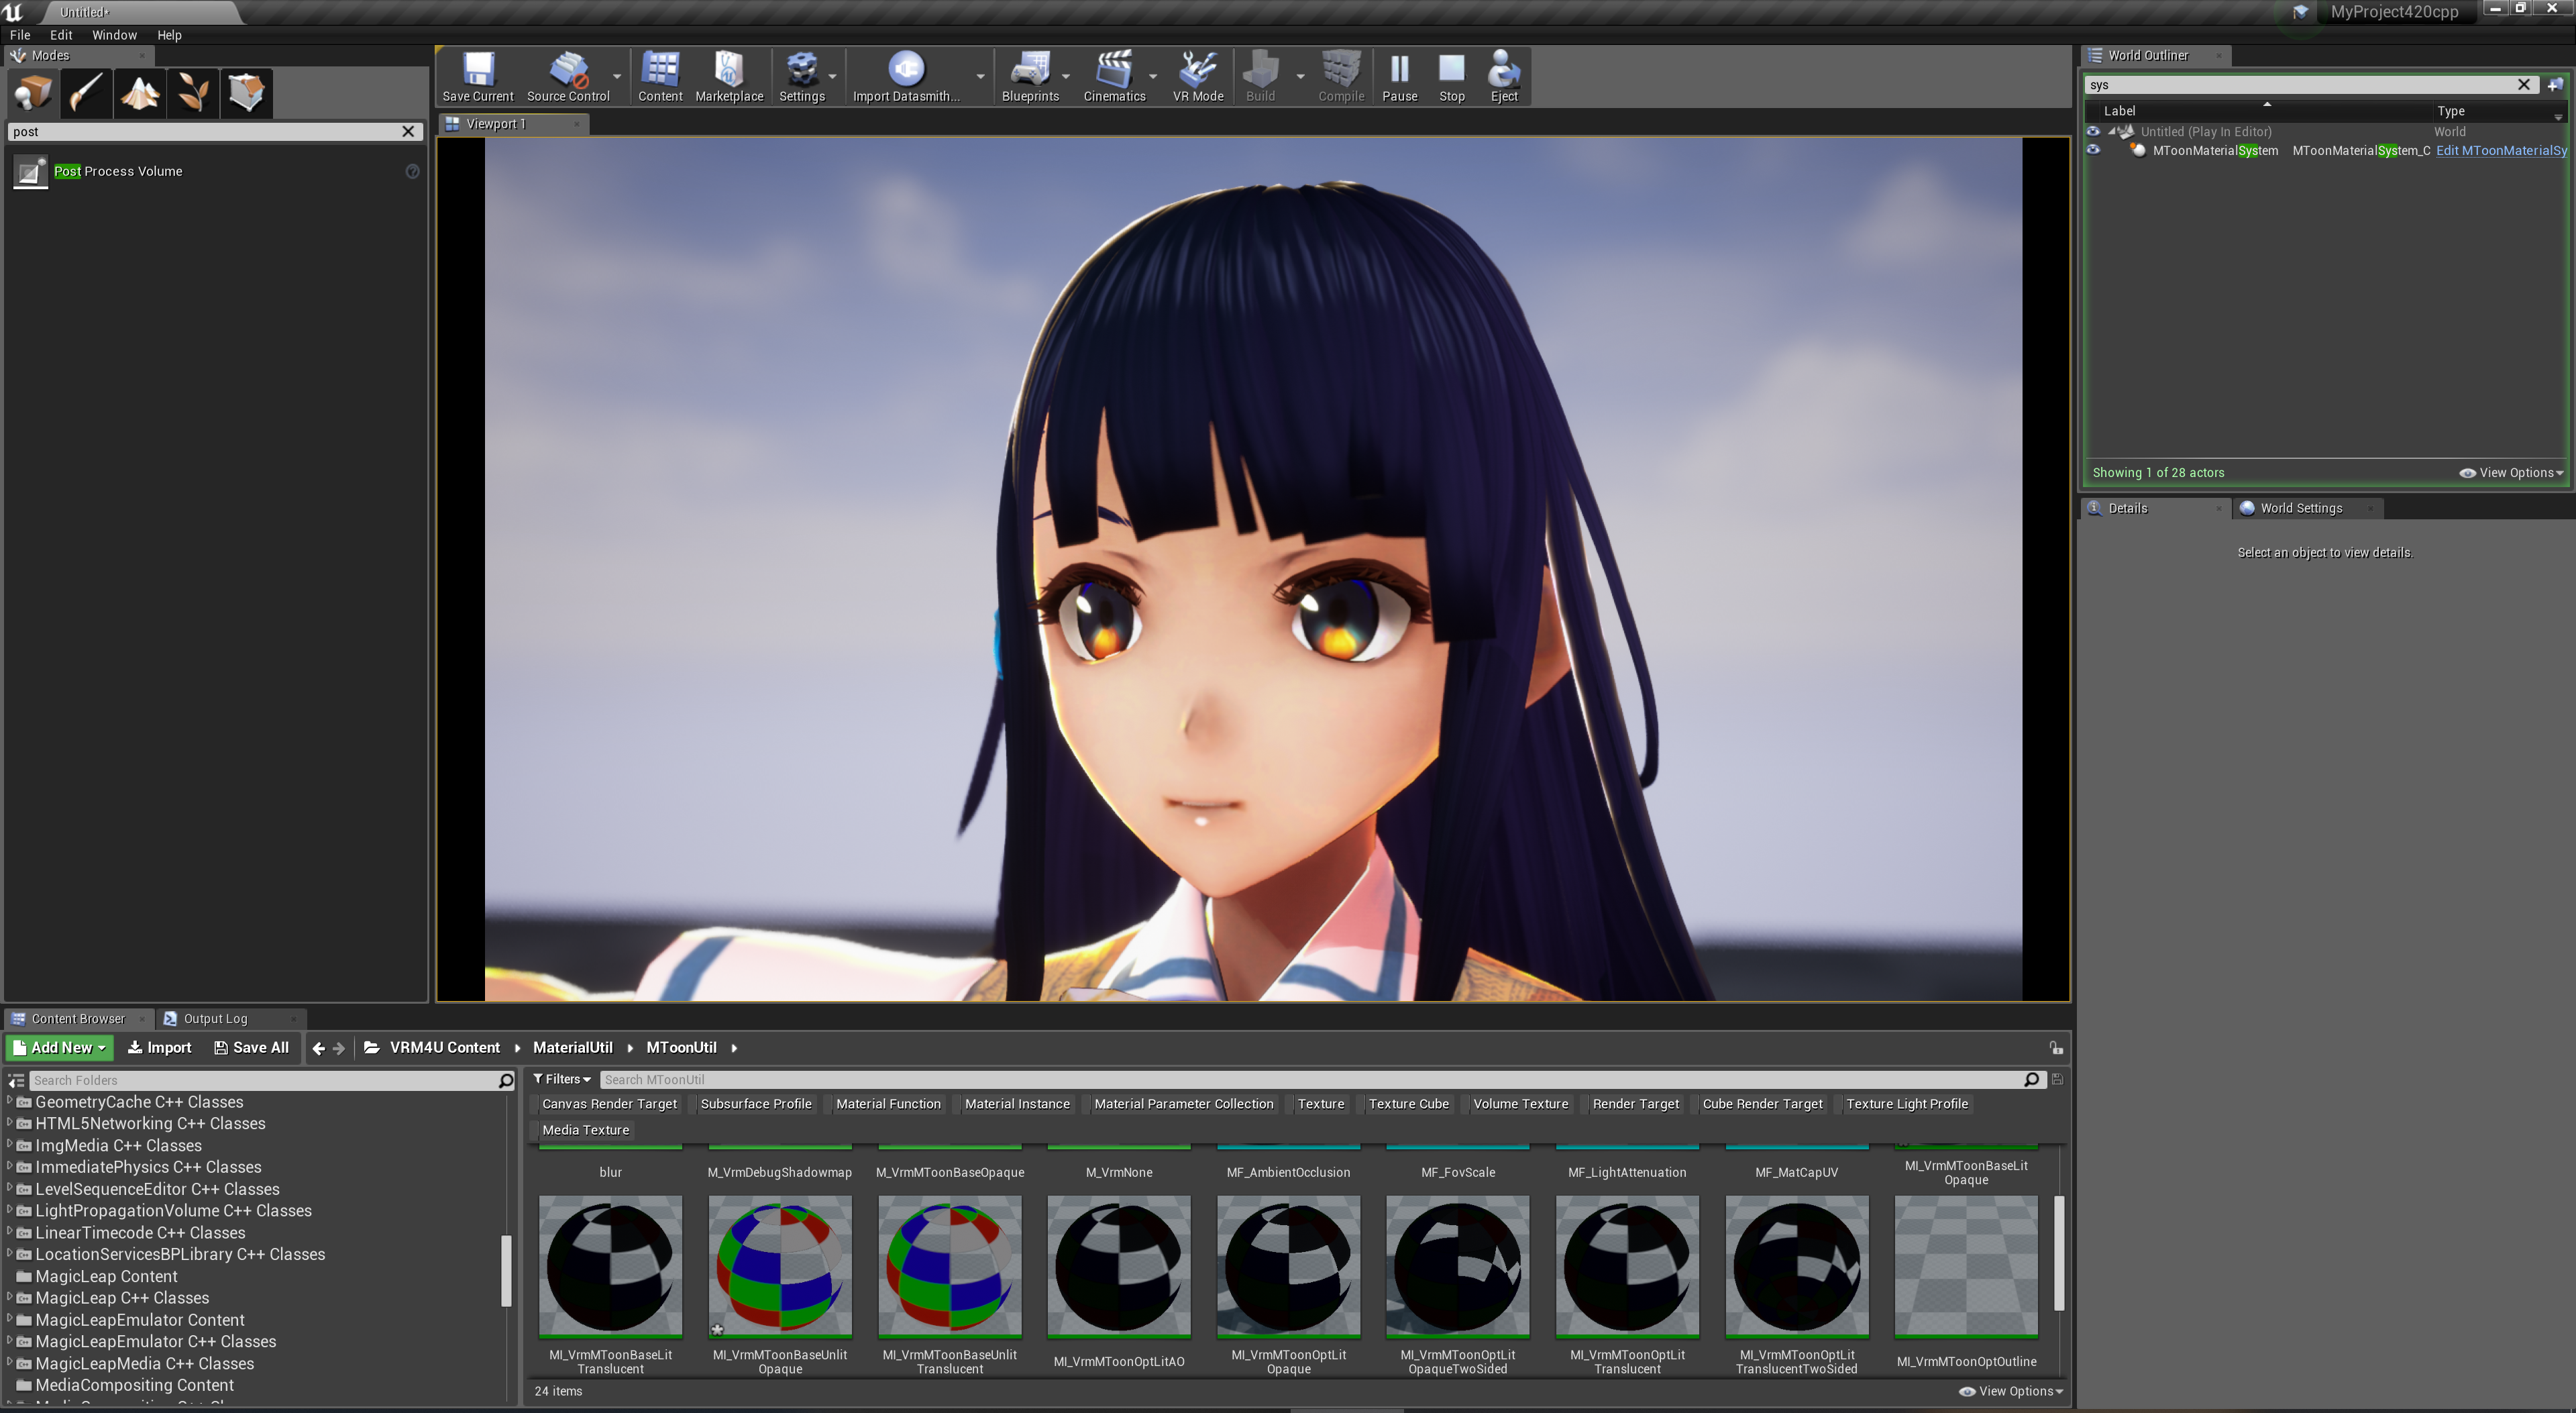 Untitled•
MyProject420cpp
File Edit Window Help
Modes
post
Post Process Volume
Save Current Source Control Content Marketplace Settings Import Datasmith... Blueprints Cinematics VR Mode Build Compile Pause Stop Eject
Viewport 1
World Outliner
sys
Label Type
Untitled (Play In Editor) World
MToonMaterialSystem MToonMaterialSystem_C Edit MToonMaterialSy
Showing 1 of 28 actors View Options
Details World Settings
Select an object to view details.
Content Browser Output Log
Add New Import Save All VRM4U Content MaterialUtil MToonUtil
Search Folders
GeometryCache C++ Classes
HTML5Networking C++ Classes
ImgMedia C++ Classes
ImmediatePhysics C++ Classes
LevelSequenceEditor C++ Classes
LightPropagationVolume C++ Classes
LinearTimecode C++ Classes
LocationServicesBPLibrary C++ Classes
MagicLeap Content
MagicLeap C++ Classes
MagicLeapEmulator Content
MagicLeapEmulator C++ Classes
MagicLeapMedia C++ Classes
MediaCompositing Content
Filters Search MToonUtil
Canvas Render Target Subsurface Profile Material Function Material Instance Material Parameter Collection Texture Texture Cube Volume Texture Render Target Cube Render Target Texture Light Profile
Media Texture
blur M_VrmDebugShadowmap M_VrmMToonBaseOpaque M_VrmNone MF_AmbientOcclusion MF_FovScale MF_LightAttenuation MF_MatCapUV MI_VrmMToonBaseLit
Opaque
MI_VrmMToonBaseLit MI_VrmMToonBaseUnlit MI_VrmMToonBaseUnlit MI_VrmMToonOptLitAO MI_VrmMToonOptLit MI_VrmMToonOptLit MI_VrmMToonOptLit MI_VrmMToonOptLit MI_VrmMToonOptOutline
Translucent Opaque Translucent Opaque OpaqueTwoSided Translucent TranslucentTwoSided
24 items View Options